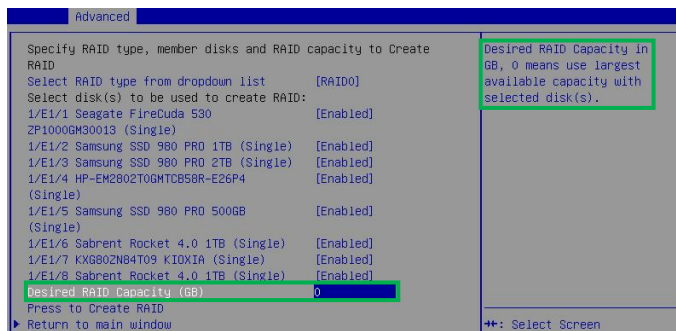 Advanced
Specify RAID type, member disks and RAID capacity to Create
RAID
Select RAID type from dropdown list [RAID0]
Select disk(s) to be used to create RAID:
1/E1/1 Seagate FireCuda 530 [Enabled]
ZP1000GM30013 (Single)
1/E1/2 Samsung SSD 980 PRO 1TB (Single) [Enabled]
1/E1/3 Samsung SSD 980 PRO 2TB (Single) [Enabled]
1/E1/4 HP-EM2802T0GMTCB58R-E26P4 [Enabled]
(Single)
1/E1/5 Samsung SSD 980 PRO 500GB [Enabled]
(Single)
1/E1/6 Sabrent Rocket 4.0 1TB (Single) [Enabled]
1/E1/7 KXG80ZN84T09 KIOXIA (Single) [Enabled]
1/E1/8 Sabrent Rocket 4.0 1TB (Single) [Enabled]
Desired RAID Capacity (GB) 0
Press to Create RAID
Return to main window
Desired RAID Capacity in
GB, 0 means use largest
available capacity with
selected disk(s).
: Select Screen